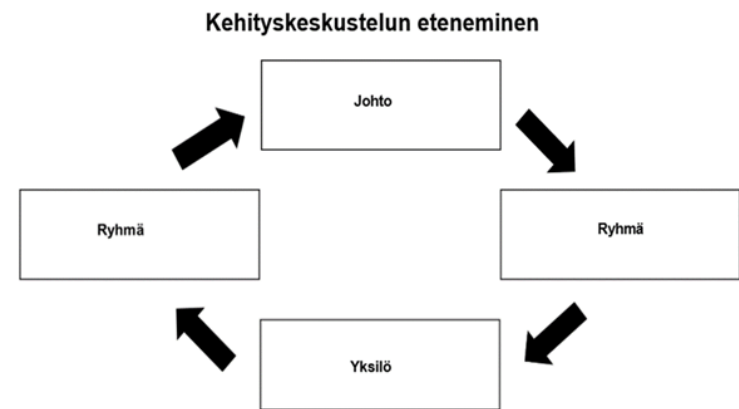 Kehityskeskustelun eteneminen
Johto
Ryhmä
Ryhmä
Yksilö